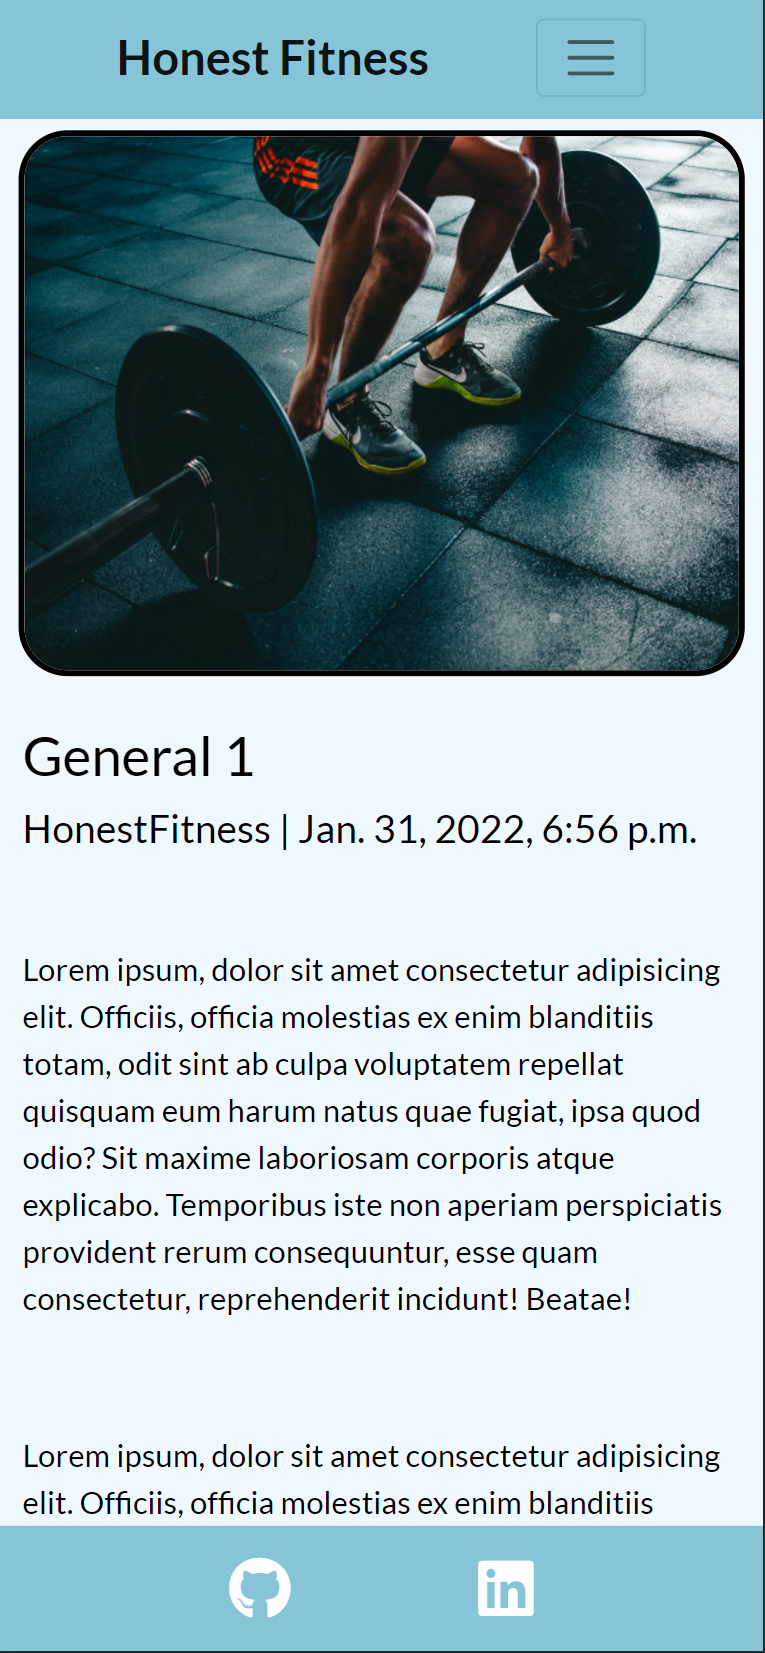 Honest Fitness
General 1
HonestFitness | Jan. 31, 2022, 6:56 p.m.
Lorem ipsum, dolor sit amet consectetur adipisicing
elit. Officiis, officia molestias ex enim blanditiis
totam, odit sint ab culpa voluptatem repellat
quisquam eum harum natus quae fugiat, ipsa quod
odio? Sit maxime laboriosam corporis atque
explicabo. Temporibus iste non aperiam perspiciatis
provident rerum consequuntur, esse quam
consectetur, reprehenderit incidunt! Beatae!
Lorem ipsum, dolor sit amet consectetur adipisicing
elit. Officiis, officia molestias ex enim blanditiis
in